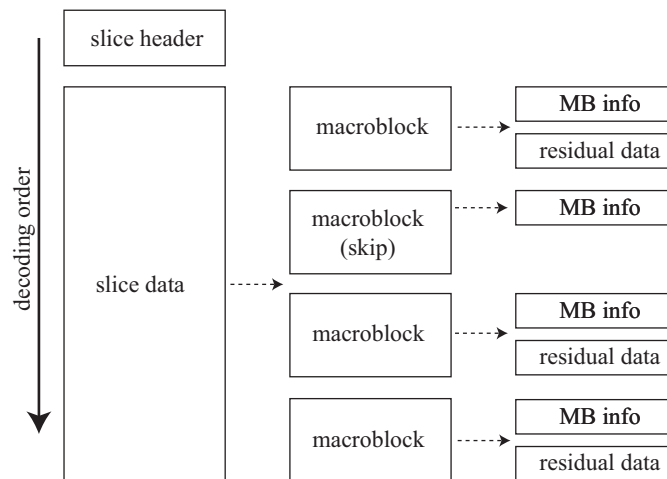 slice header
decoding order
slice data
macroblock
MB info
residual data
macroblock
(skip)
MB info
macroblock
MB info
residual data
macroblock
MB info
residual data